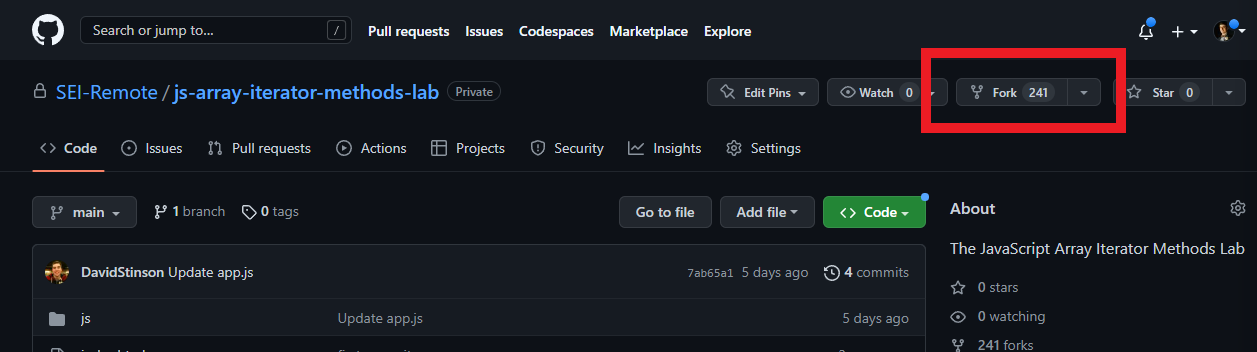 Search or jump to... / Pull requests Issues Codespaces Marketplace Explore
SEI-Remote / js-array-iterator-methods-lab Private Edit Pins Watch 0 Fork 241 Star 0
Code Issues Pull requests Actions Projects Security Insights Settings
main 1 branch 0 tags Go to file Add file Code About
The JavaScript Array Iterator Methods Lab
DavidStinson Update app.js 7ab65a1 5 days ago 4 commits
0 stars
js Update app.js 5 days ago
0 watching
241 forks